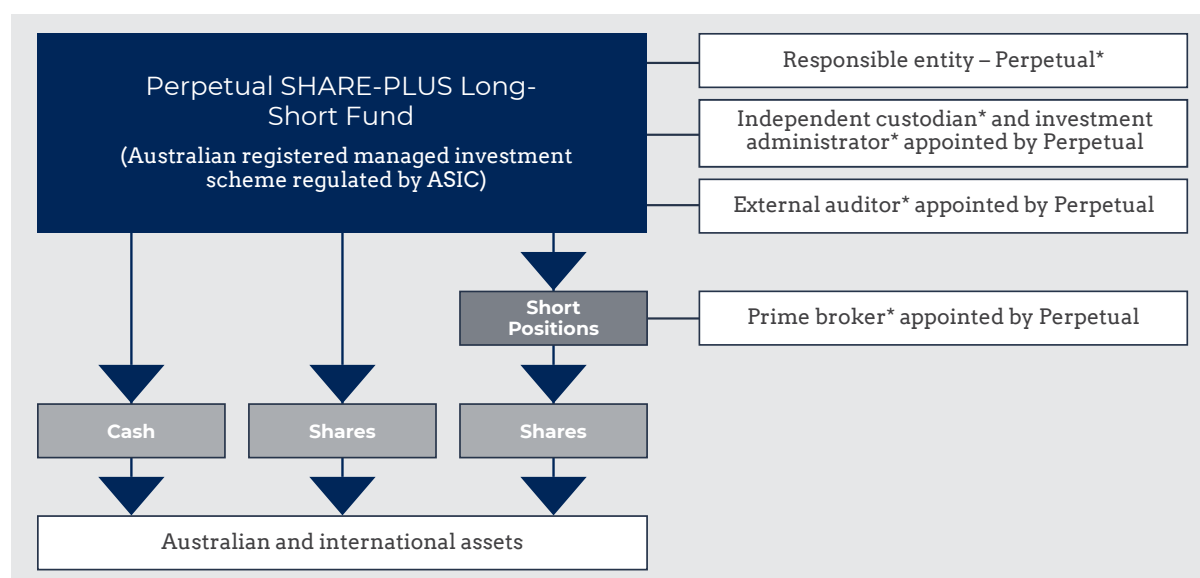 Perpetual SHARE-PLUS Long-
Short Fund
(Australian registered managed investment
scheme regulated by ASIC)
Responsible entity – Perpetual*
Independent custodian* and investment
administrator* appointed by Perpetual
External auditor* appointed by Perpetual
Short
Positions
Prime broker* appointed by Perpetual
Cash
Shares
Shares
Australian and international assets